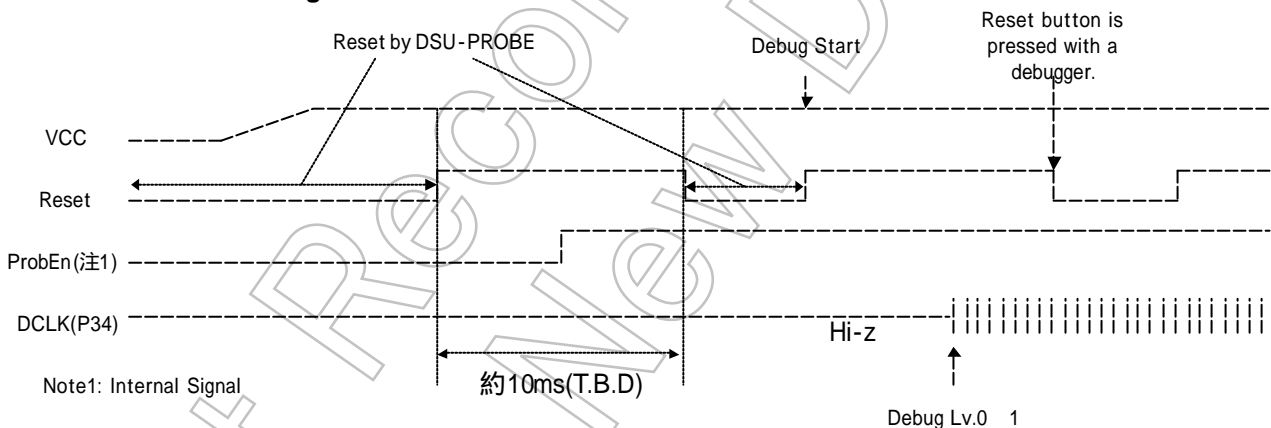 Reset by DSU-PROBE
Debug Start
Reset button is
pressed with a
debugger.
VCC
Reset
ProbEn(注1)
DCLK(P34)
Hi-z
Note1: Internal Signal
約10ms(T.B.D)
Debug Lv.0 1